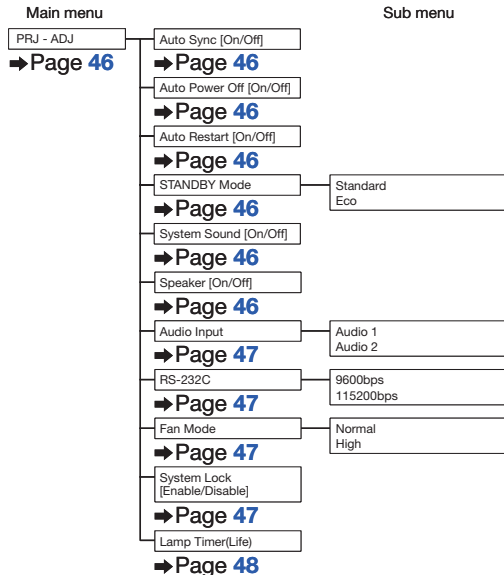 Main menu
Sub menu
PRJ - ADJ
➡Page 46
Auto Sync [On/Off]
➡Page 46
Auto Power Off [On/Off]
➡Page 46
Auto Restart [On/Off]
➡Page 46
STANDBY Mode
➡Page 46
Standard
Eco
System Sound [On/Off]
➡Page 46
Speaker [On/Off]
➡Page 46
Audio Input
➡Page 47
Audio 1
Audio 2
RS-232C
➡Page 47
9600bps
115200bps
Fan Mode
➡Page 47
Normal
High
System Lock
[Enable/Disable]
➡Page 47
Lamp Timer(Life)
➡Page 48